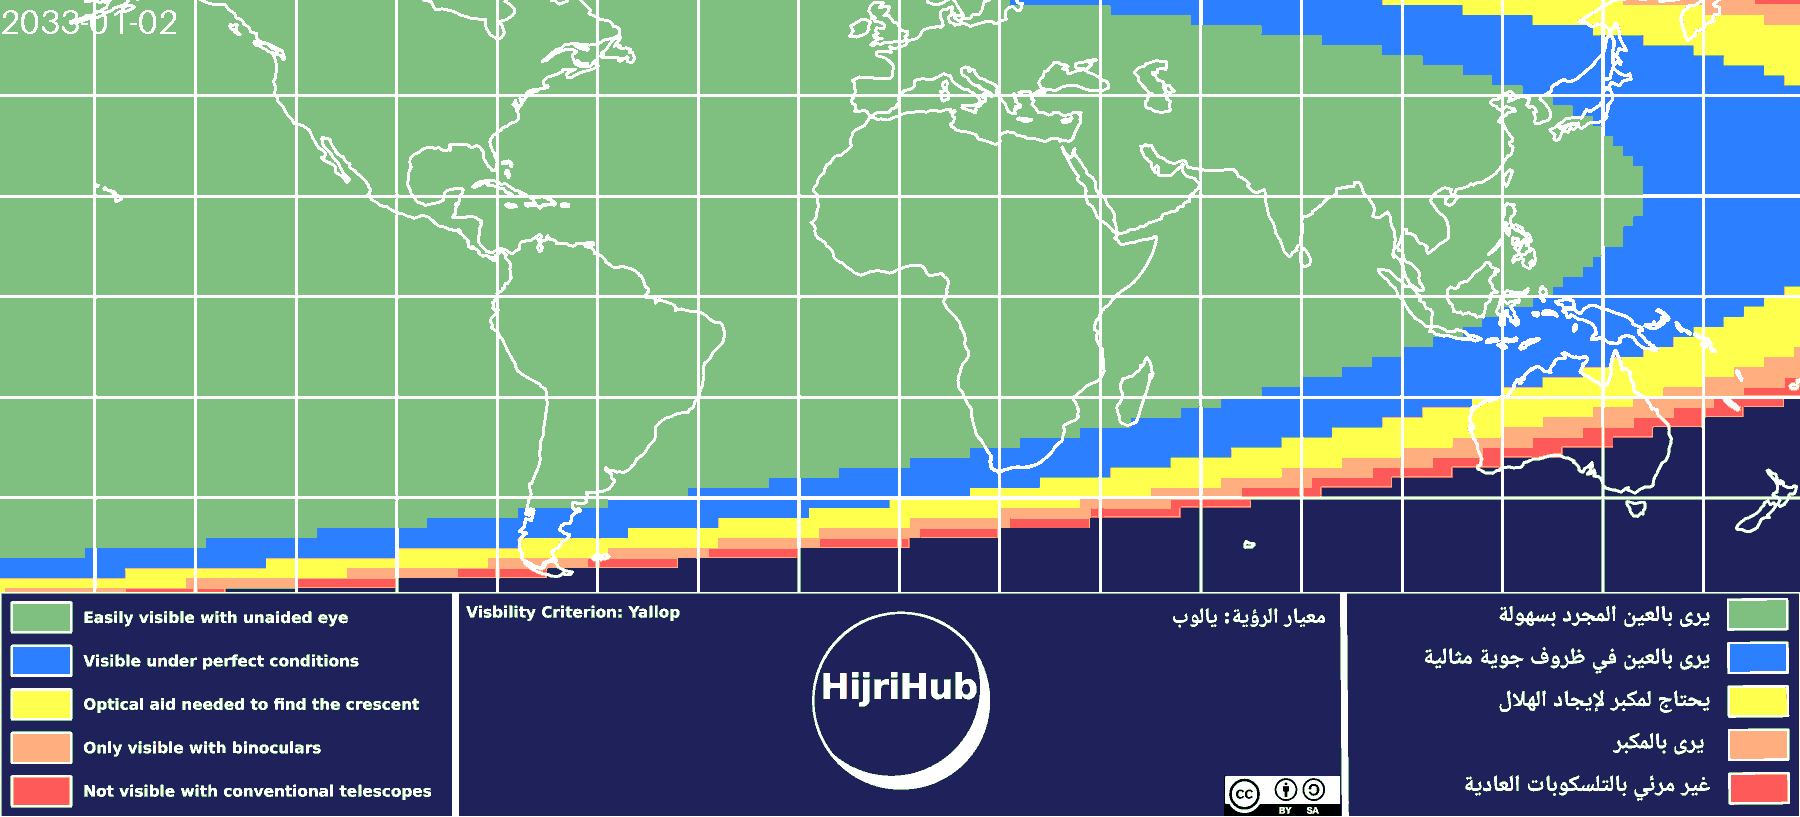 2033-01-02
Easily visible with unaided eye
Visible under perfect conditions
Optical aid needed to find the crescent
Only visible with binoculars
Not visible with conventional telescopes
Visbility Criterion: Yallop
معيار الرؤية: يالوب
HijriHub
cc
BY SA
يرى بالعين المجرد بسهولة
يرى بالعين في ظروف جوية مثالية
يحتاج لمكبر لإيجاد الهلال
يرى بالمكبر
غير مرئي بالتلسكوبات العادية